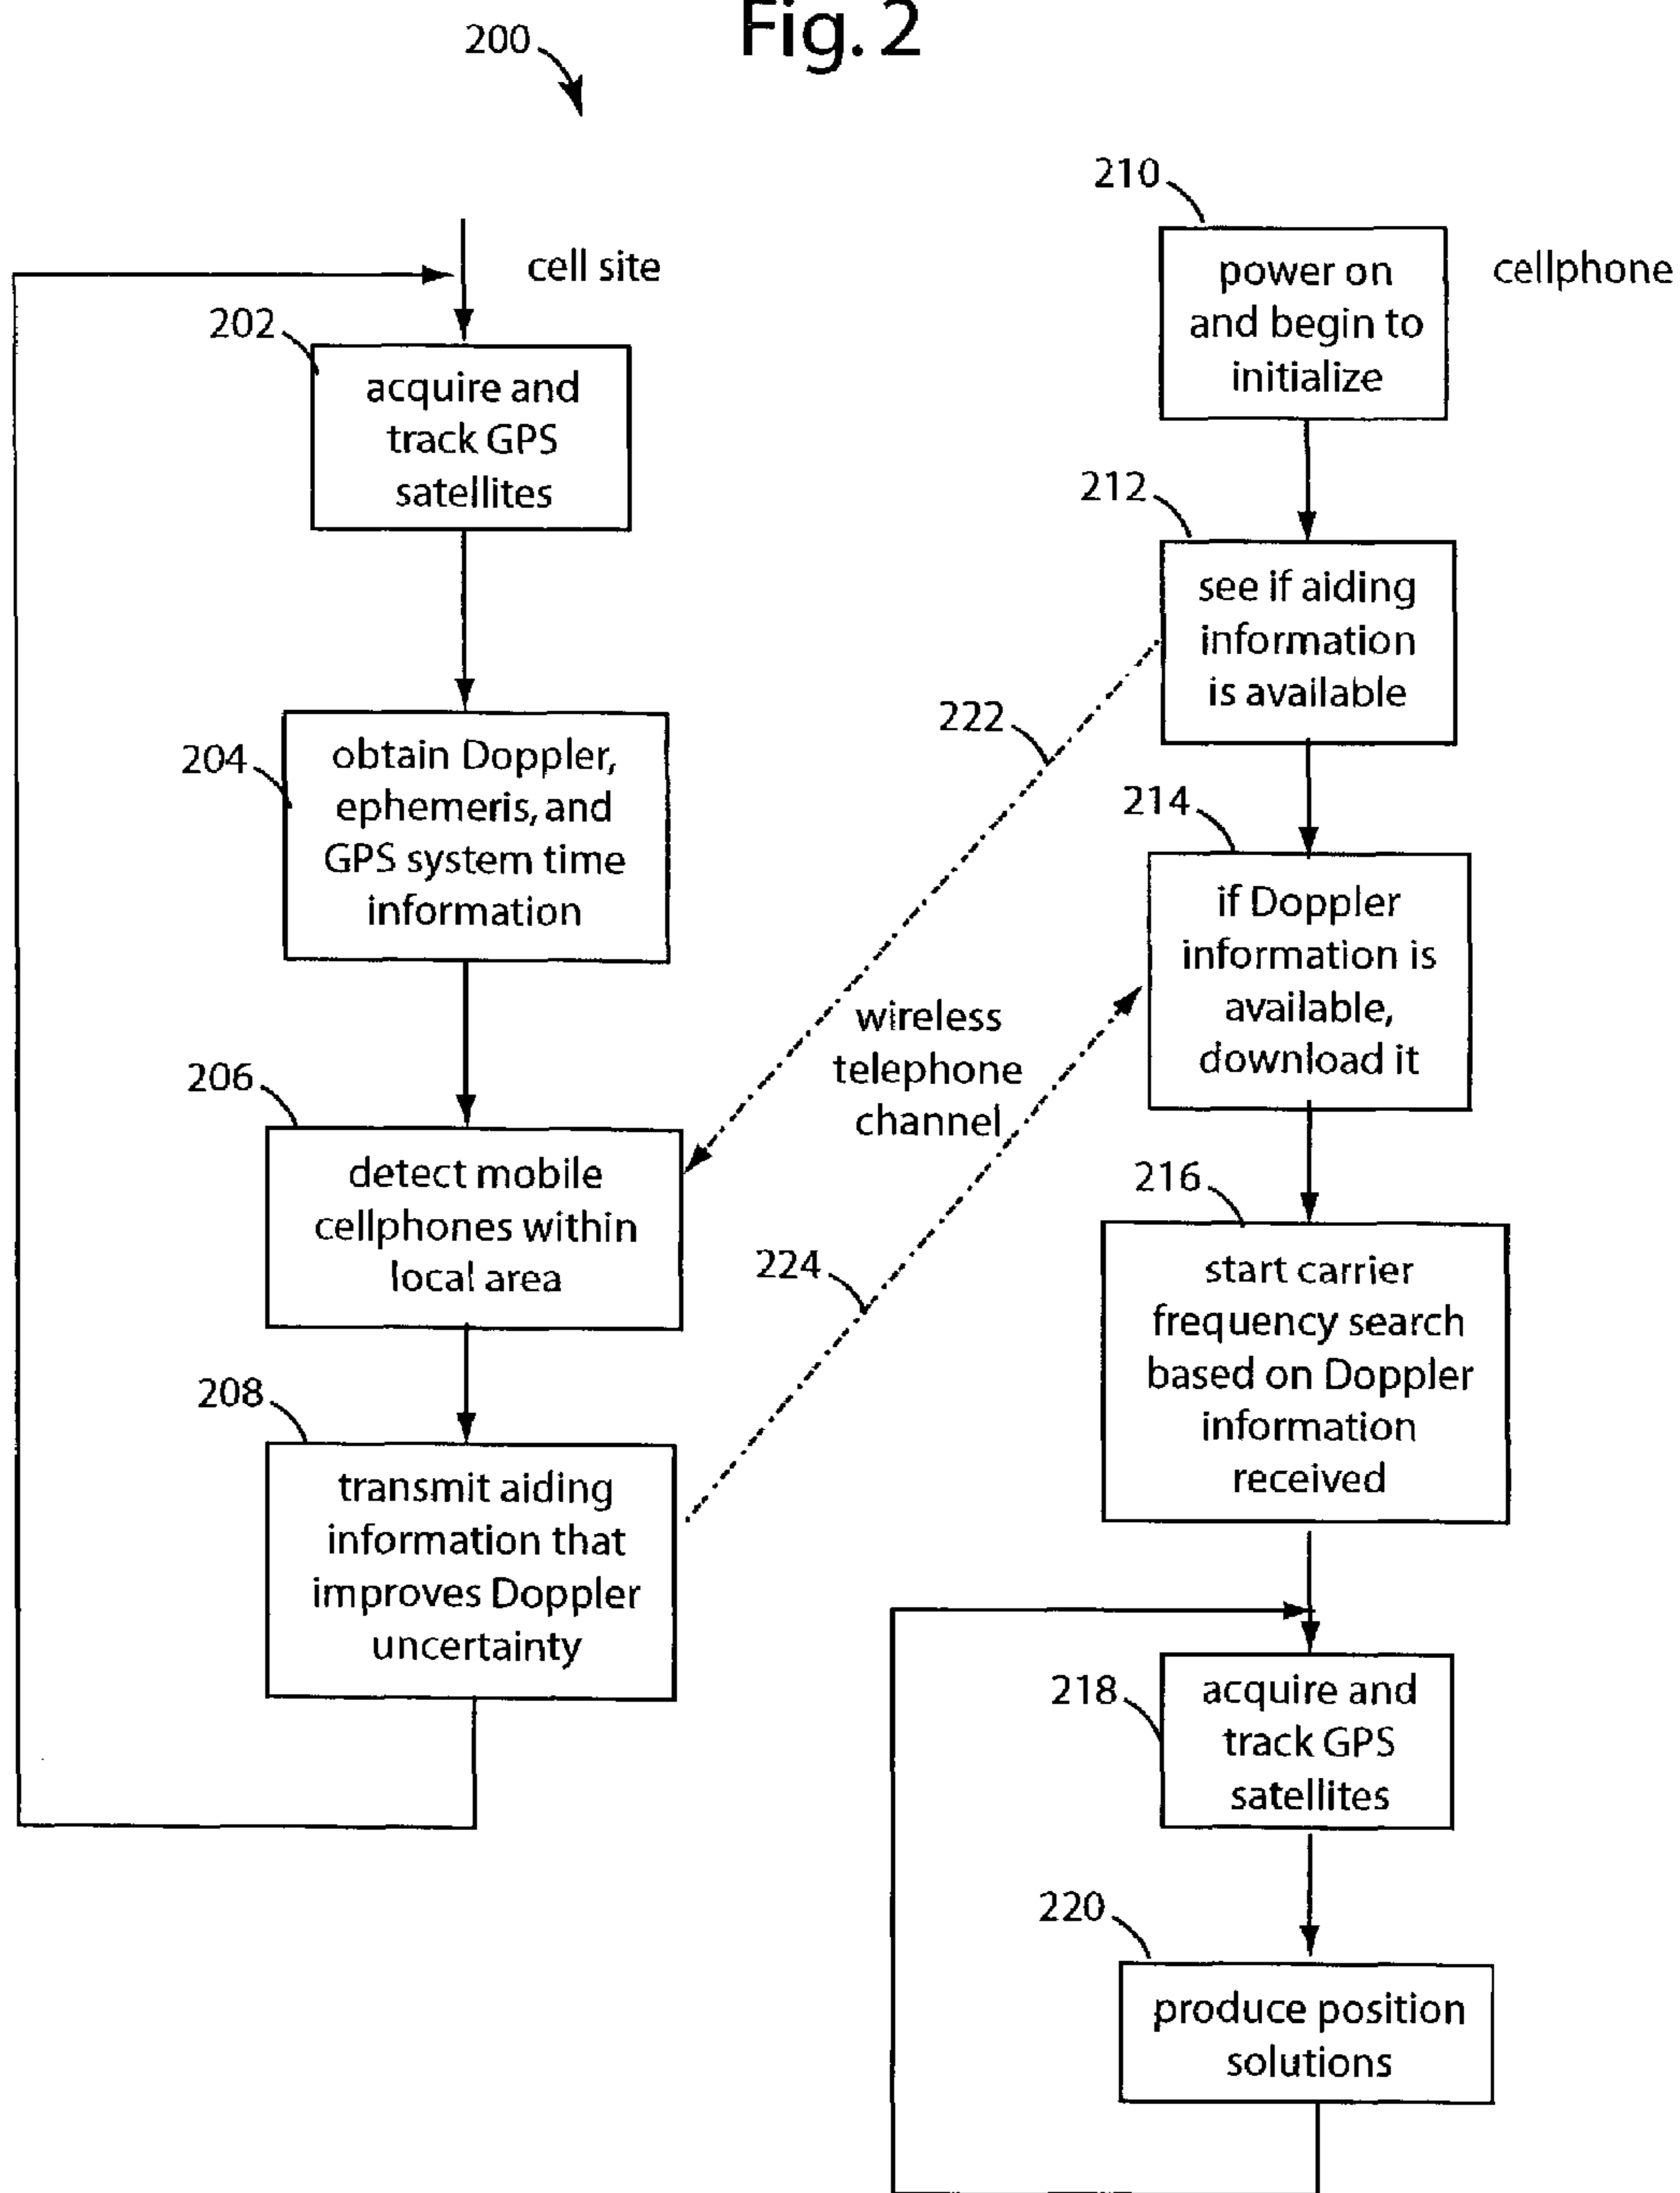 Fig. 2
200
cell site
202
acquire and
track GPS
satellites
204
obtain Doppler,
ephemeris, and
GPS system time
information
206
detect mobile
cellphones within
local area
208
transmit aiding
information that
improves Doppler
uncertainty
222
wireless
telephone
channel
224
210
cellphone
power on
and begin to
initialize
212
see if aiding
information
is available
214
if Doppler
information is
available,
download it
216
start carrier
frequency search
based on Doppler
information
received
218
acquire and
track GPS
satellites
220
produce position
solutions